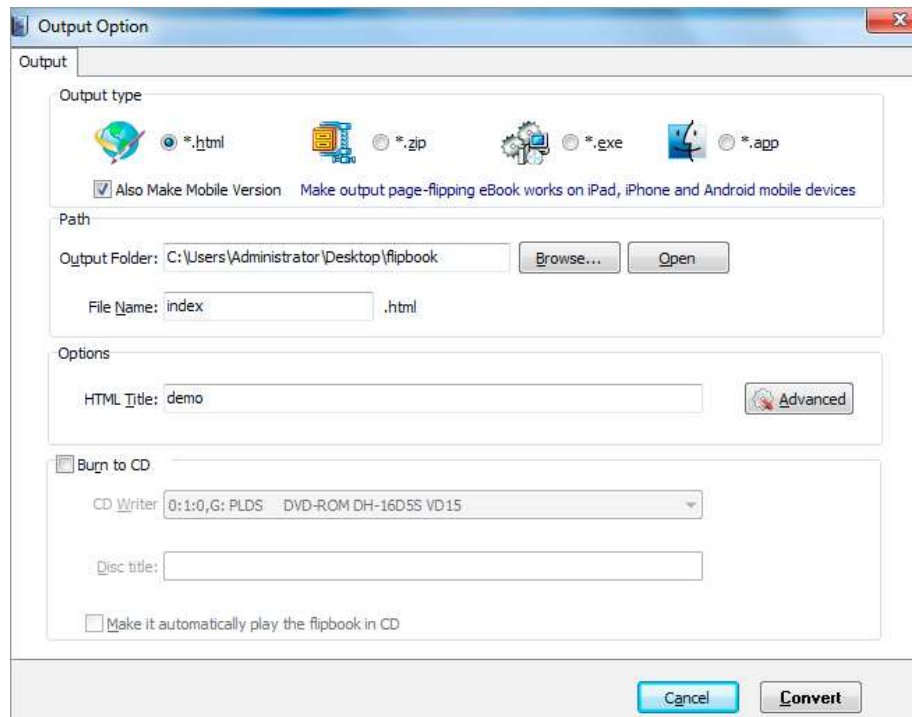 Output Option
Output
Output type
*.html *.zip *.exe *.app
Also Make Mobile Version Make output page-flipping eBook works on iPad, iPhone and Android mobile devices
Path
Output Folder: C:\Users\Administrator\Desktop\flipbook Browse... Open
File Name: index .html
Options
HTML Title: demo Advanced
Burn to CD
CD Writer 0:1:0,G: PLDS DVD-ROM DH-16D5S VD15
Disc title:
Make it automatically play the flipbook in CD
Cancel Convert